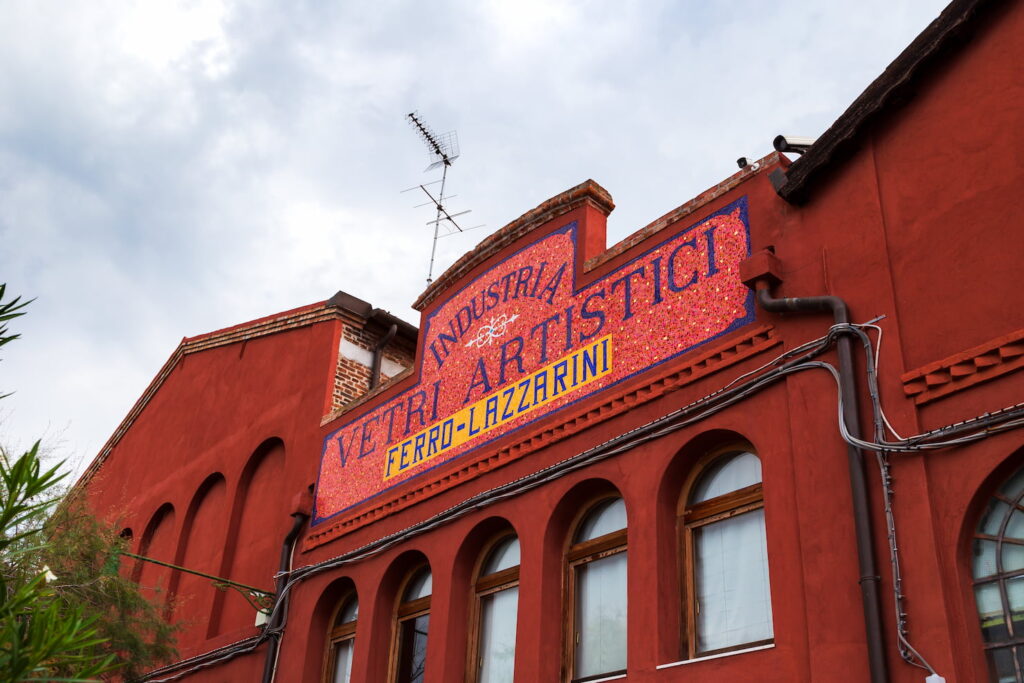 INDUSTRIA
VETRI ARTISTICI
FERRO-LAZZARINI